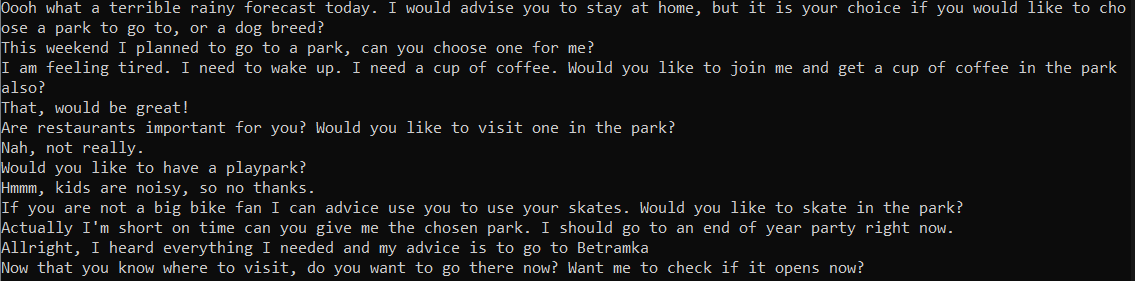 Oooh what a terrible rainy forecast today. I would advise you to stay at home, but it is your choice if you would like to cho
ose a park to go to, or a dog breed?
This weekend I planned to go to a park, can you choose one for me?
I am feeling tired. I need to wake up. I need a cup of coffee. Would you like to join me and get a cup of coffee in the park
also?
That, would be great!
Are restaurants important for you? Would you like to visit one in the park?
Nah, not really.
Would you like to have a playpark?
Hmmm, kids are noisy, so no thanks.
If you are not a big bike fan I can advice use you to use your skates. Would you like to skate in the park?
Actually I'm short on time can you give me the chosen park. I should go to an end of year party right now.
Allright, I heard everything I needed and my advice is to go to Betramka
Now that you know where to visit, do you want to go there now? Want me to check if it opens now?